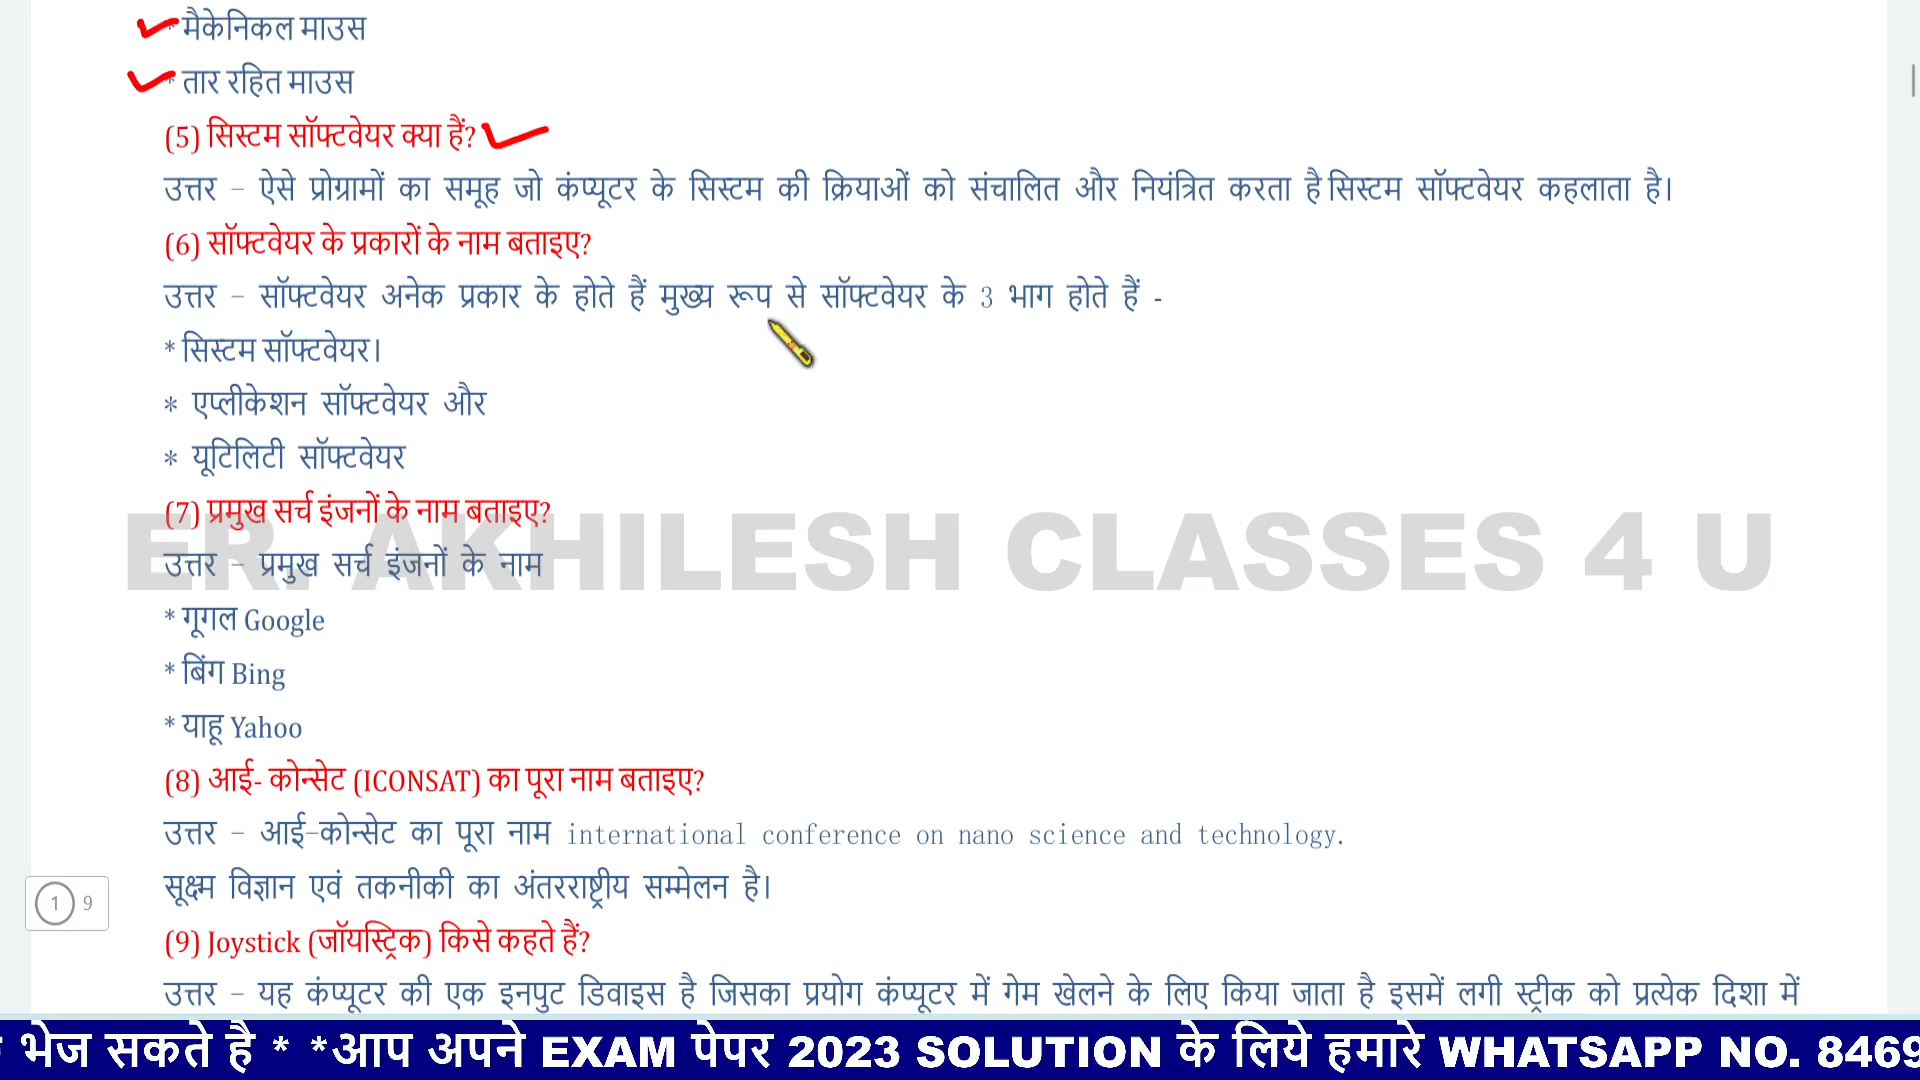 * मैकेनिकल माउस
* तार रहित माउस
(5) सिस्टम सॉफ्टवेयर क्या हैं?
उत्तर – ऐसे प्रोग्रामों का समूह जो कंप्यूटर के सिस्टम की क्रियाओं को संचालित और नियंत्रित करता है सिस्टम सॉफ्टवेयर कहलाता है।
(6) सॉफ्टवेयर के प्रकारों के नाम बताइए?
उत्तर – सॉफ्टवेयर अनेक प्रकार के होते हैं मुख्य रूप से सॉफ्टवेयर के 3 भाग होते हैं -
* सिस्टम सॉफ्टवेयर।
* एप्लीकेशन सॉफ्टवेयर और
* यूटिलिटी सॉफ्टवेयर
(7) प्रमुख सर्च इंजनों के नाम बताइए?
ER. AKHILESH CLASSES 4 U
उत्तर – प्रमुख सर्च इंजनों के नाम
* गूगल Google
* बिंग Bing
* याहू Yahoo
(8) आई- कोन्सेट (ICONSAT) का पूरा नाम बताइए?
उत्तर – आई-कोन्सेट का पूरा नाम international conference on nano science and technology.
सूक्ष्म विज्ञान एवं तकनीकी का अंतरराष्ट्रीय सम्मेलन है।
1 9
(9) Joystick (जॉयस्ट्रिक) किसे कहते हैं?
उत्तर – यह कंप्यूटर की एक इनपुट डिवाइस है जिसका प्रयोग कंप्यूटर में गेम खेलने के लिए किया जाता है इसमें लगी स्ट्रीक को प्रत्येक दिशा में
भेज सकते है * *आप अपने EXAM पेपर 2023 SOLUTION के लिये हमारे WHATSAPP NO. 8469